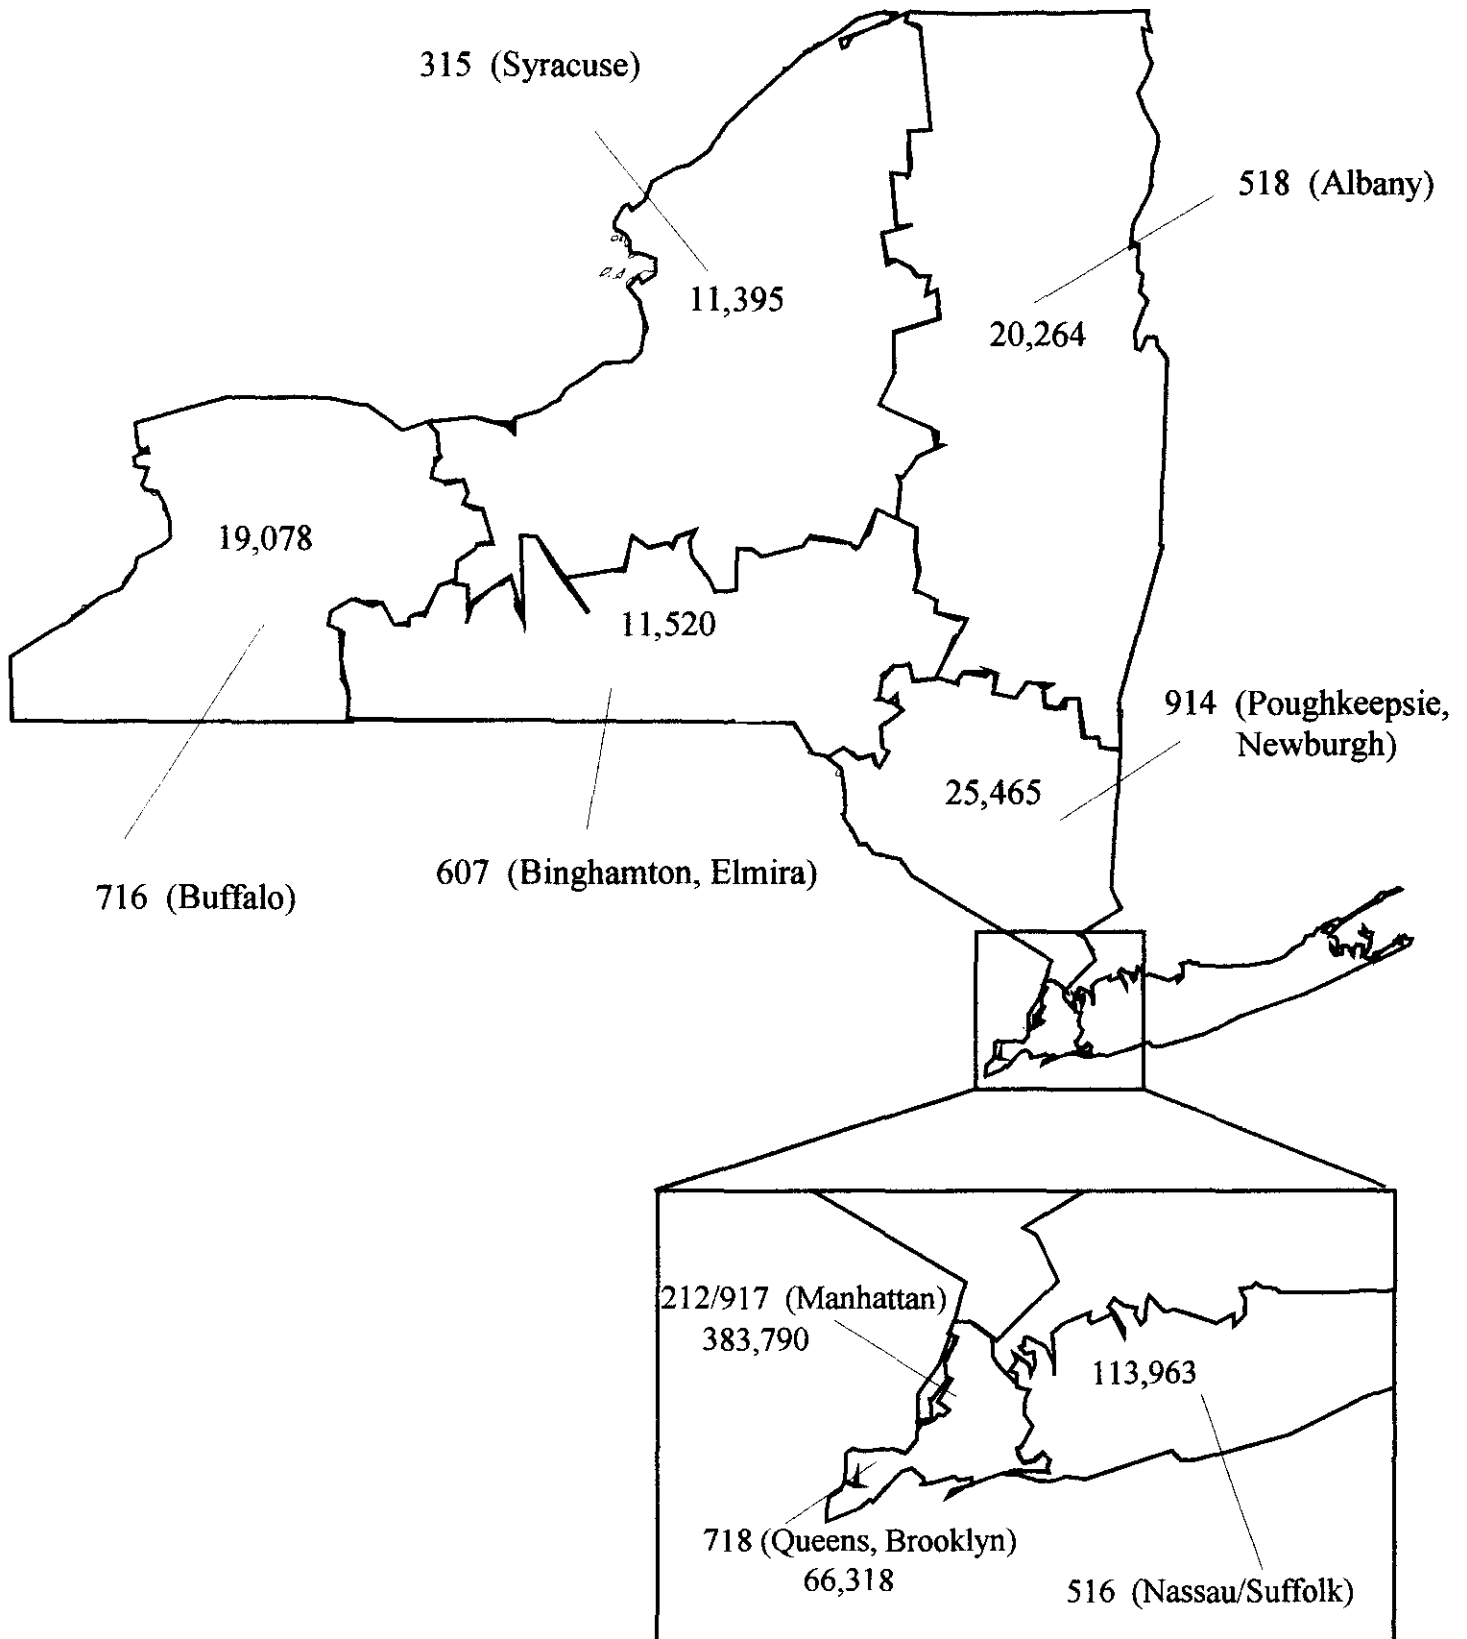 315 (Syracuse)
518 (Albany)
11,395
20,264
19,078
11,520
914 (Poughkeepsie,
Newburgh)
25,465
607 (Binghamton, Elmira)
716 (Buffalo)
212/917 (Manhattan)
383,790
113,963
718 (Queens, Brooklyn)
66,318
516 (Nassau/Suffolk)